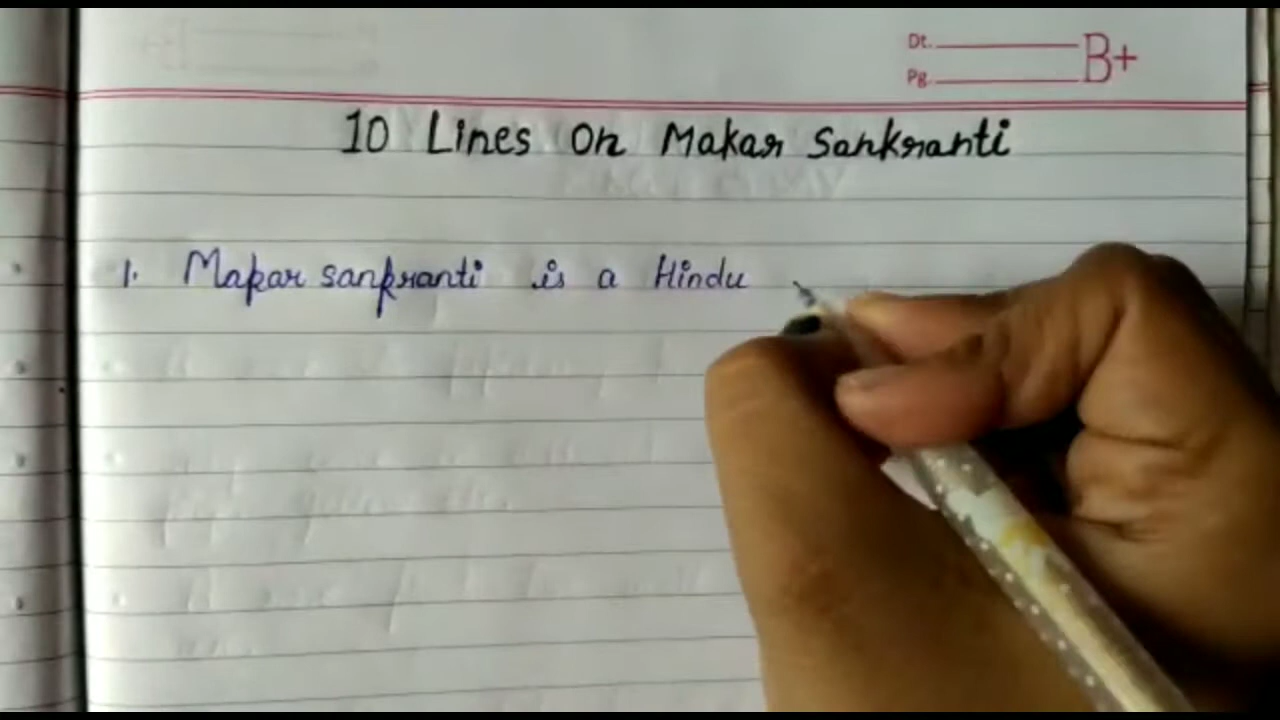 Dt.
Pg.
B+
10 Lines On Makar Sankranti
1. Makar sankranti is a Hindu